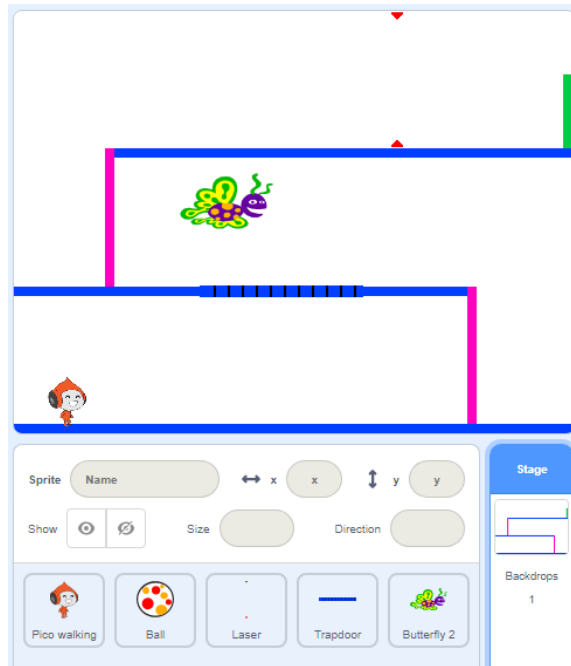 Sprite Name x x y y
Show Size Direction
Stage
Backdrops
1
Pico walking Ball Laser Trapdoor Butterfly 2